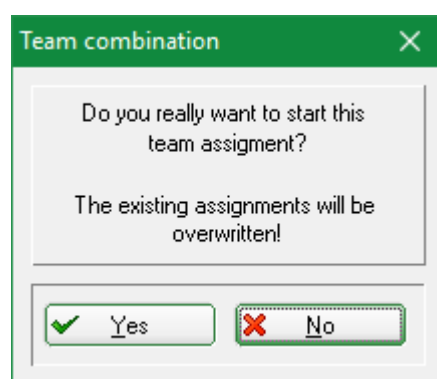 Team combination
Do you really want to start this
team assigment?
The existing assignments will be
overwritten!
Yes
No